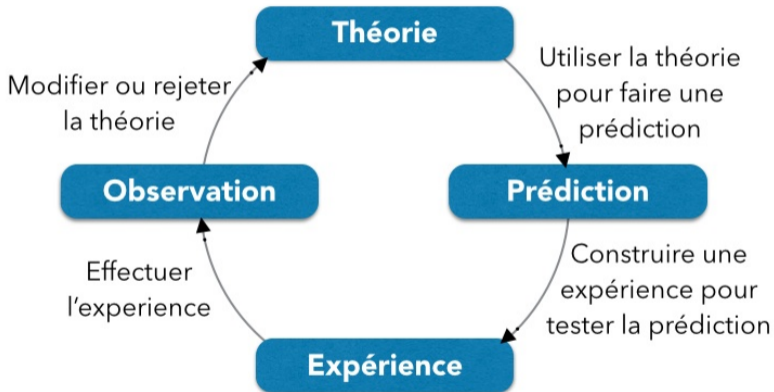 Théorie
Utiliser la théorie
pour faire une
prédiction
Prédiction
Construire une
expérience pour
tester la prédiction
Expérience
Effectuer
l'experience
Observation
Modifier ou rejeter
la théorie